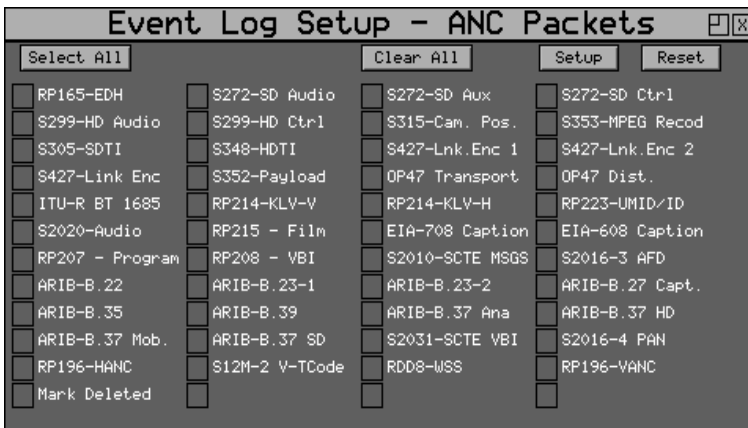 Event Log Setup - ANC Packets
Select All Clear All Setup Reset
RP165-EDH S272-SD Audio S272-SD Aux S272-SD Ctrl
S299-HD Audio S299-HD Ctrl S315-Cam. Pos. S353-MPEG Recod
S305-SDTI S348-HDTI S427-Lnk.Enc 1 S427-Lnk.Enc 2
S427-Link Enc S352-Payload OP47 Transport OP47 Dist.
ITU-R BT 1685 RP214-KLV-V RP214-KLV-H RP223-UMID/ID
S2020-Audio RP215 - Film EIA-708 Caption EIA-608 Caption
RP207 - Program RP208 - VBI S2010-SCTE MSGS S2016-3 AFD
ARIB-B.22 ARIB-B.23-1 ARIB-B.23-2 ARIB-B.27 Capt.
ARIB-B.35 ARIB-B.39 ARIB-B.37 Ana ARIB-B.37 HD
ARIB-B.37 Mob. ARIB-B.37 SD S2031-SCTE VBI S2016-4 PAN
RP196-HANC S12M-2 V-TCode RDD8-WSS RP196-VANC
Mark Deleted